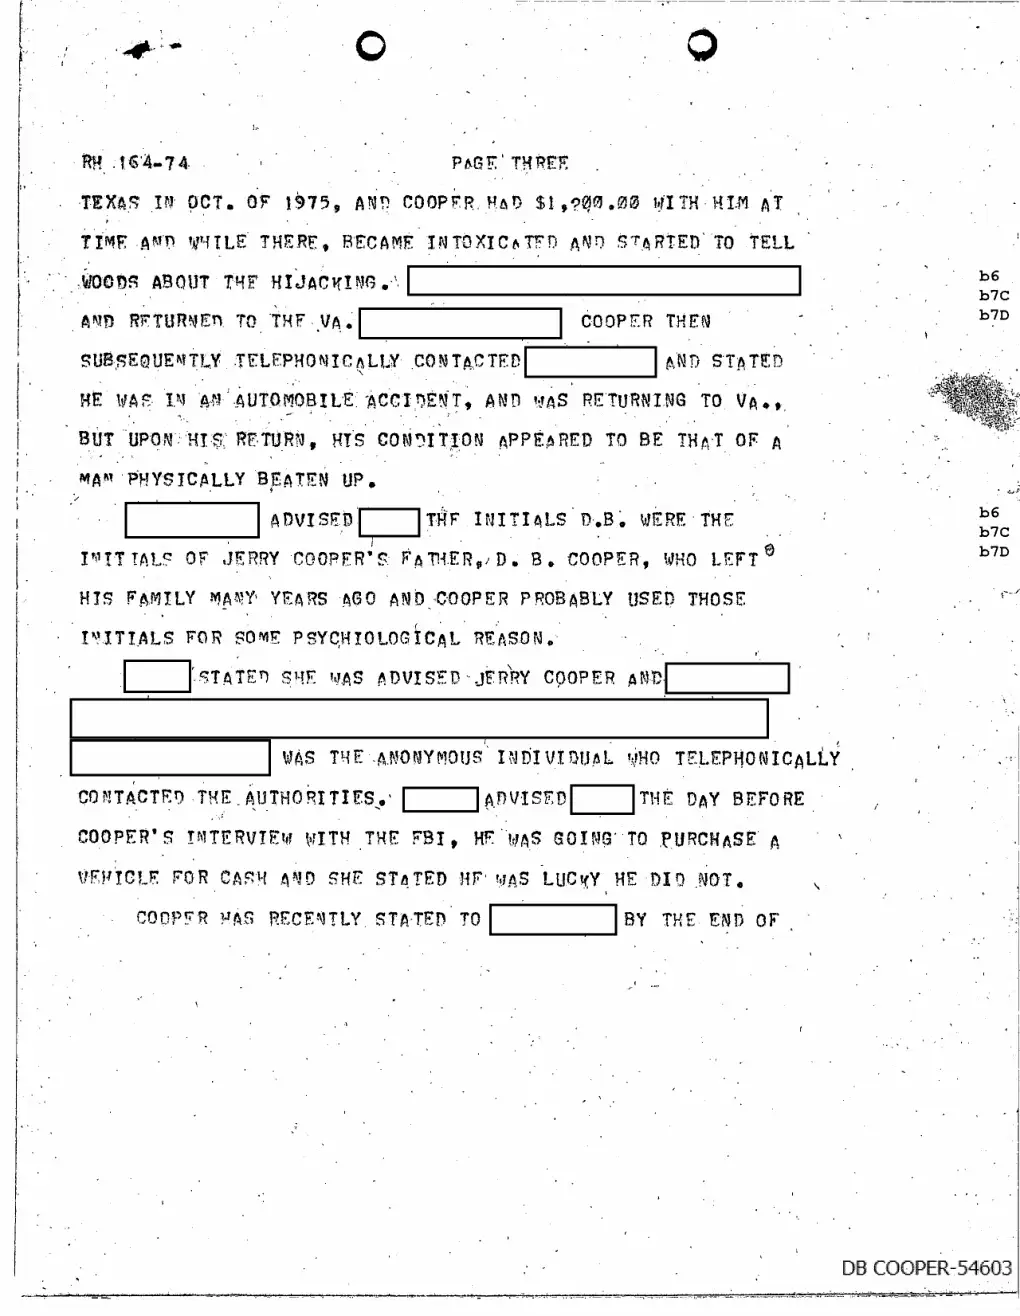 RH 164-74 PAGE THREE
TEXAS IN OCT. OF 1975, AND COOPER HAD $1,200.00 WITH HIM AT
TIME AND WHILE THERE, BECAME INTOXICATED AND STARTED TO TELL
WOODS ABOUT THE HIJACKING.
b6
b7C
AND RETURNED TO THE VA. COOPER THEN
b7D
SUBSEQUENTLY TELEPHONICALLY CONTACTED AND STATED
HE WAS IN AN AUTOMOBILE ACCIDENT, AND WAS RETURNING TO VA.,
BUT UPON HIS RETURN, HIS CONDITION APPEARED TO BE THAT OF A
MAN PHYSICALLY BEATEN UP.
ADVISED THE INITIALS D.B. WERE THE
b6
b7C
b7D
INITIALS OF JERRY COOPER'S FATHER, D. B. COOPER, WHO LEFT
HIS FAMILY MANY YEARS AGO AND COOPER PROBABLY USED THOSE
INITIALS FOR SOME PSYCHIOLOGICAL REASON.
STATED SHE WAS ADVISED JERRY COOPER AND
WAS THE ANONYMOUS INDIVIDUAL WHO TELEPHONICALLY
CONTACTED THE AUTHORITIES. ADVISED THE DAY BEFORE
COOPER'S INTERVIEW WITH THE FBI, HE WAS GOING TO PURCHASE A
VEHICLE FOR CASH AND SHE STATED HE WAS LUCKY HE DID NOT.
COOPER HAS RECENTLY STATED TO BY THE END OF
DB COOPER-54603